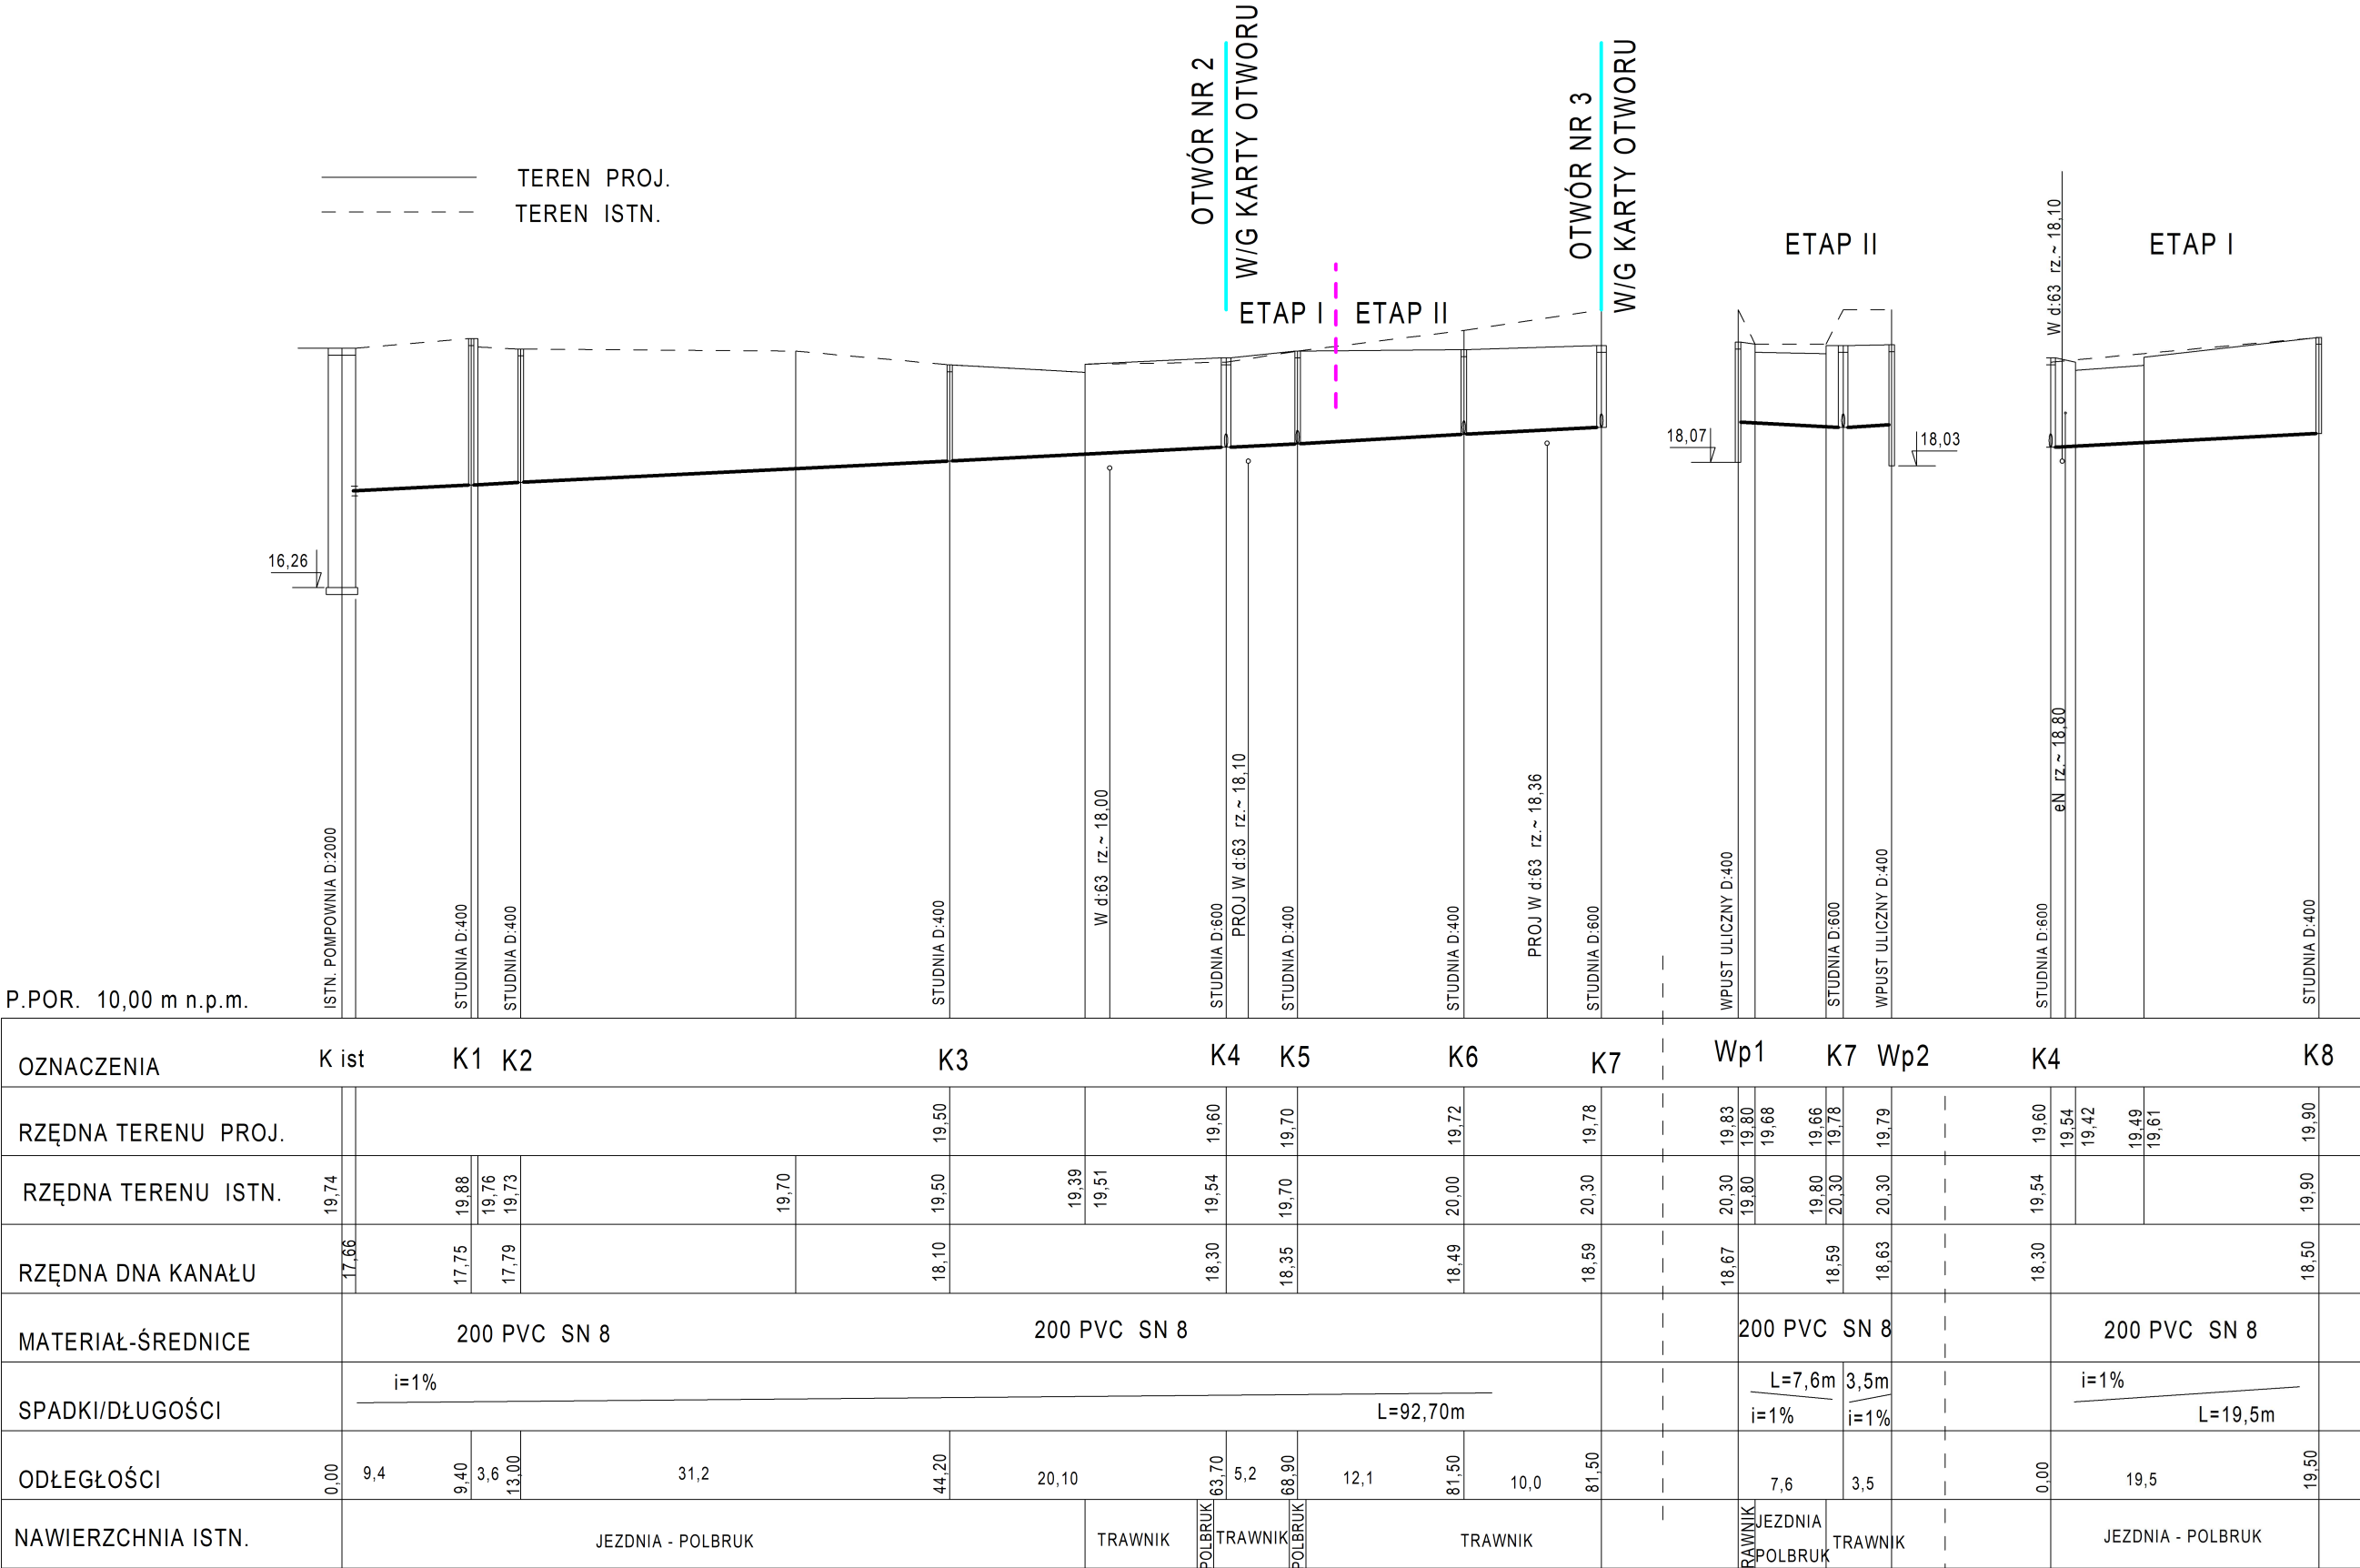 OTWÓR NR 2
W/G KARTY OTWORU
OTWÓR NR 3
W/G KARTY OTWORU
TEREN PROJ.
TEREN ISTN.
ETAP I
ETAP II
ETAP II
ETAP I
W d:63 rz.~ 18,10
16,26
18,07
18,03
eN rz.~ 18,80
ISTN. POMPOWNIA D:2000
STUDNIA D:400
STUDNIA D:400
STUDNIA D:400
W d:63 rz.~ 18,00
STUDNIA D:600
PROJ W d:63 rz.~ 18,10
STUDNIA D:400
STUDNIA D:400
PROJ W d:63 rz.~ 18,36
STUDNIA D:600
WPUST ULICZNY D:400
STUDNIA D:600
WPUST ULICZNY D:400
STUDNIA D:600
STUDNIA D:400
P.POR. 10,00 m n.p.m.
OZNACZENIA K ist K1 K2 K3 K4 K5 K6 K7 Wp1 K7 Wp2 K4 K8
RZĘDNA TERENU PROJ. 19,50 19,60 19,70 19,72 19,78 19,83 19,80 19,68 19,66 19,78 19,79 19,60 19,54 19,42 19,49 19,61 19,90
RZĘDNA TERENU ISTN. 19,74 19,88 19,76 19,73 19,70 19,50 19,39 19,51 19,54 19,70 20,00 20,30 20,30 19,80 19,80 20,30 20,30 19,54 19,90
RZĘDNA DNA KANAŁU 17,66 17,75 17,79 18,10 18,30 18,35 18,49 18,59 18,67 18,59 18,63 18,30 18,50
MATERIAŁ-ŚREDNICE 200 PVC SN 8 200 PVC SN 8 200 PVC SN 8 200 PVC SN 8
SPADKI/DŁUGOŚCI i=1% L=92,70m L=7,6m i=1% 3,5m i=1% i=1% L=19,5m
ODŁEGŁOŚCI 0,00 9,4 9,40 3,6 13,00 31,2 44,20 20,10 63,70 5,2 68,90 12,1 81,50 10,0 81,50 7,6 3,5 0,00 19,5 19,50
NAWIERZCHNIA ISTN. JEZDNIA - POLBRUK TRAWNIK POLBRUK TRAWNIK POLBRUK TRAWNIK RAWNIK JEZDNIA POLBRUK TRAWNIK JEZDNIA - POLBRUK